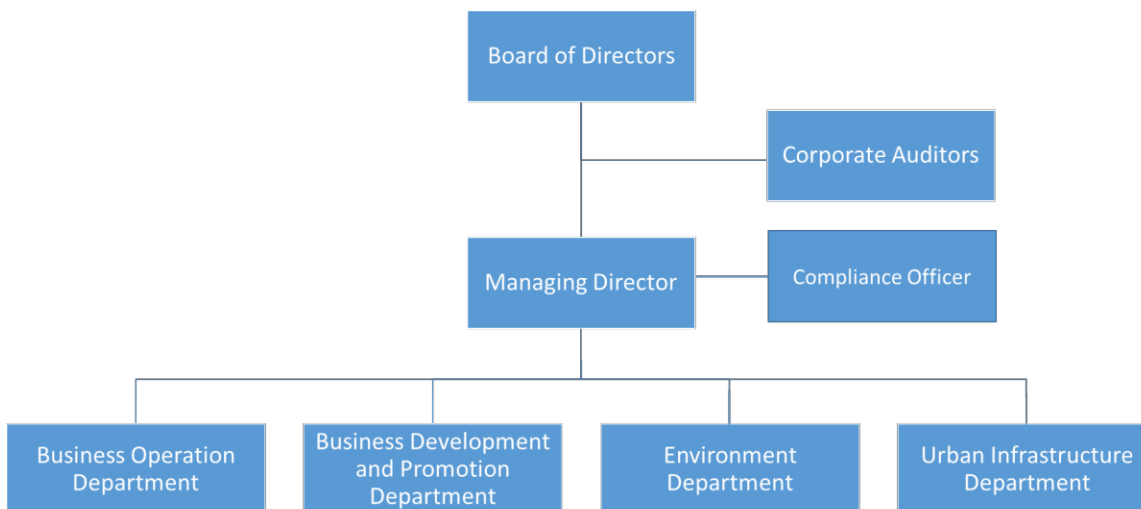 Board of Directors
Corporate Auditors
Managing Director
Compliance Officer
Business Operation
Department
Business Development
and Promotion
Department
Environment
Department
Urban Infrastructure
Department